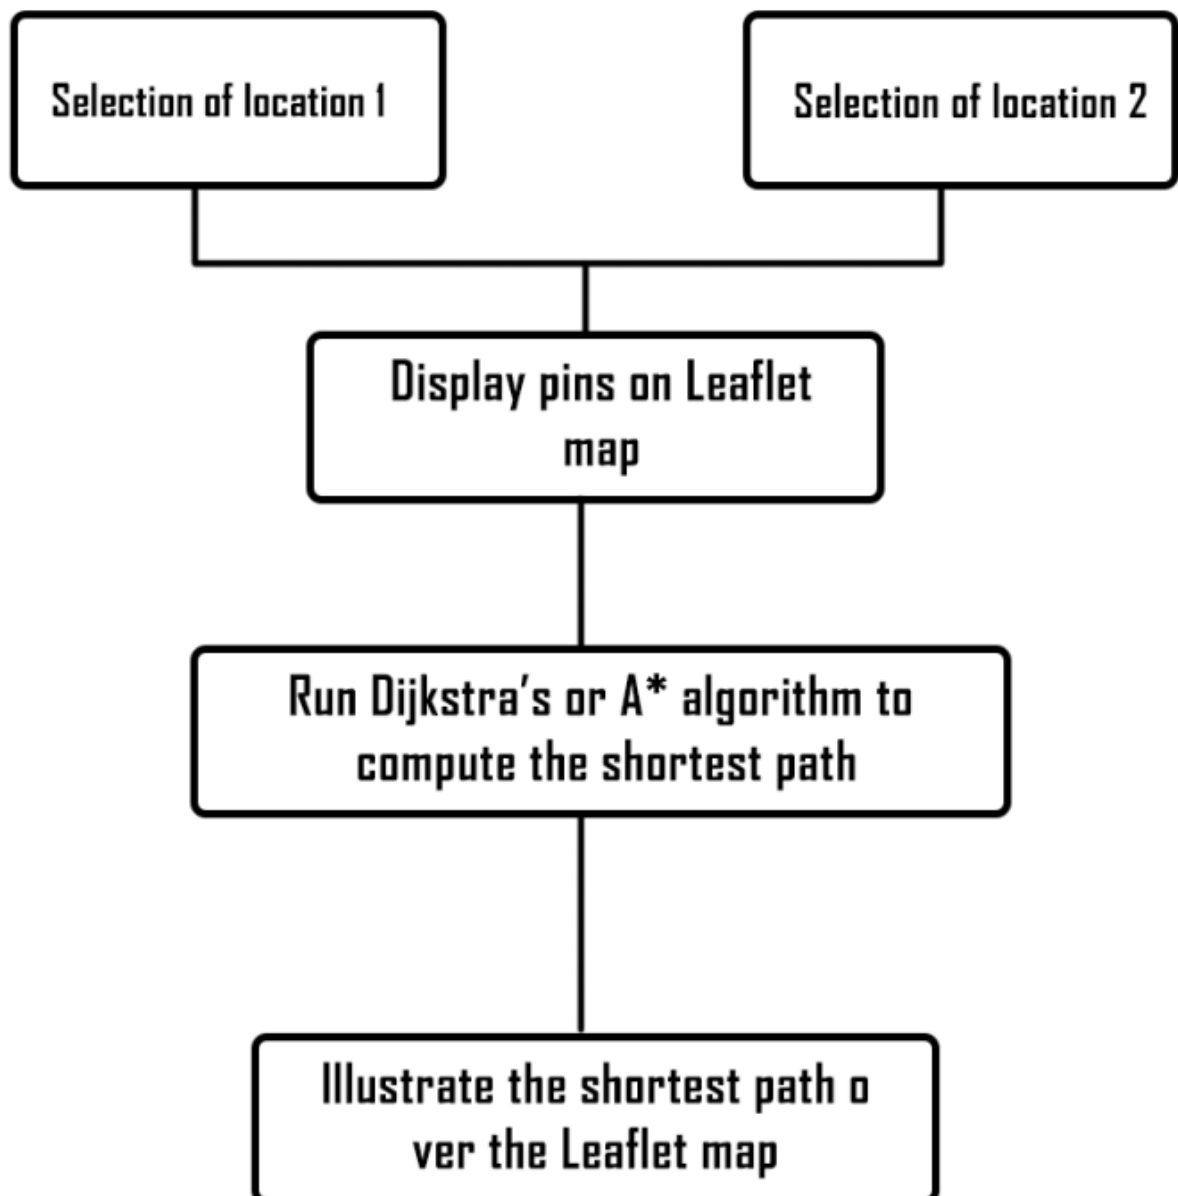 Selection of location 1
Selection of location 2
Display pins on Leaflet
map
Run Dijkstra’s or A* algorithm to
compute the shortest path
Illustrate the shortest path o
ver the Leaflet map